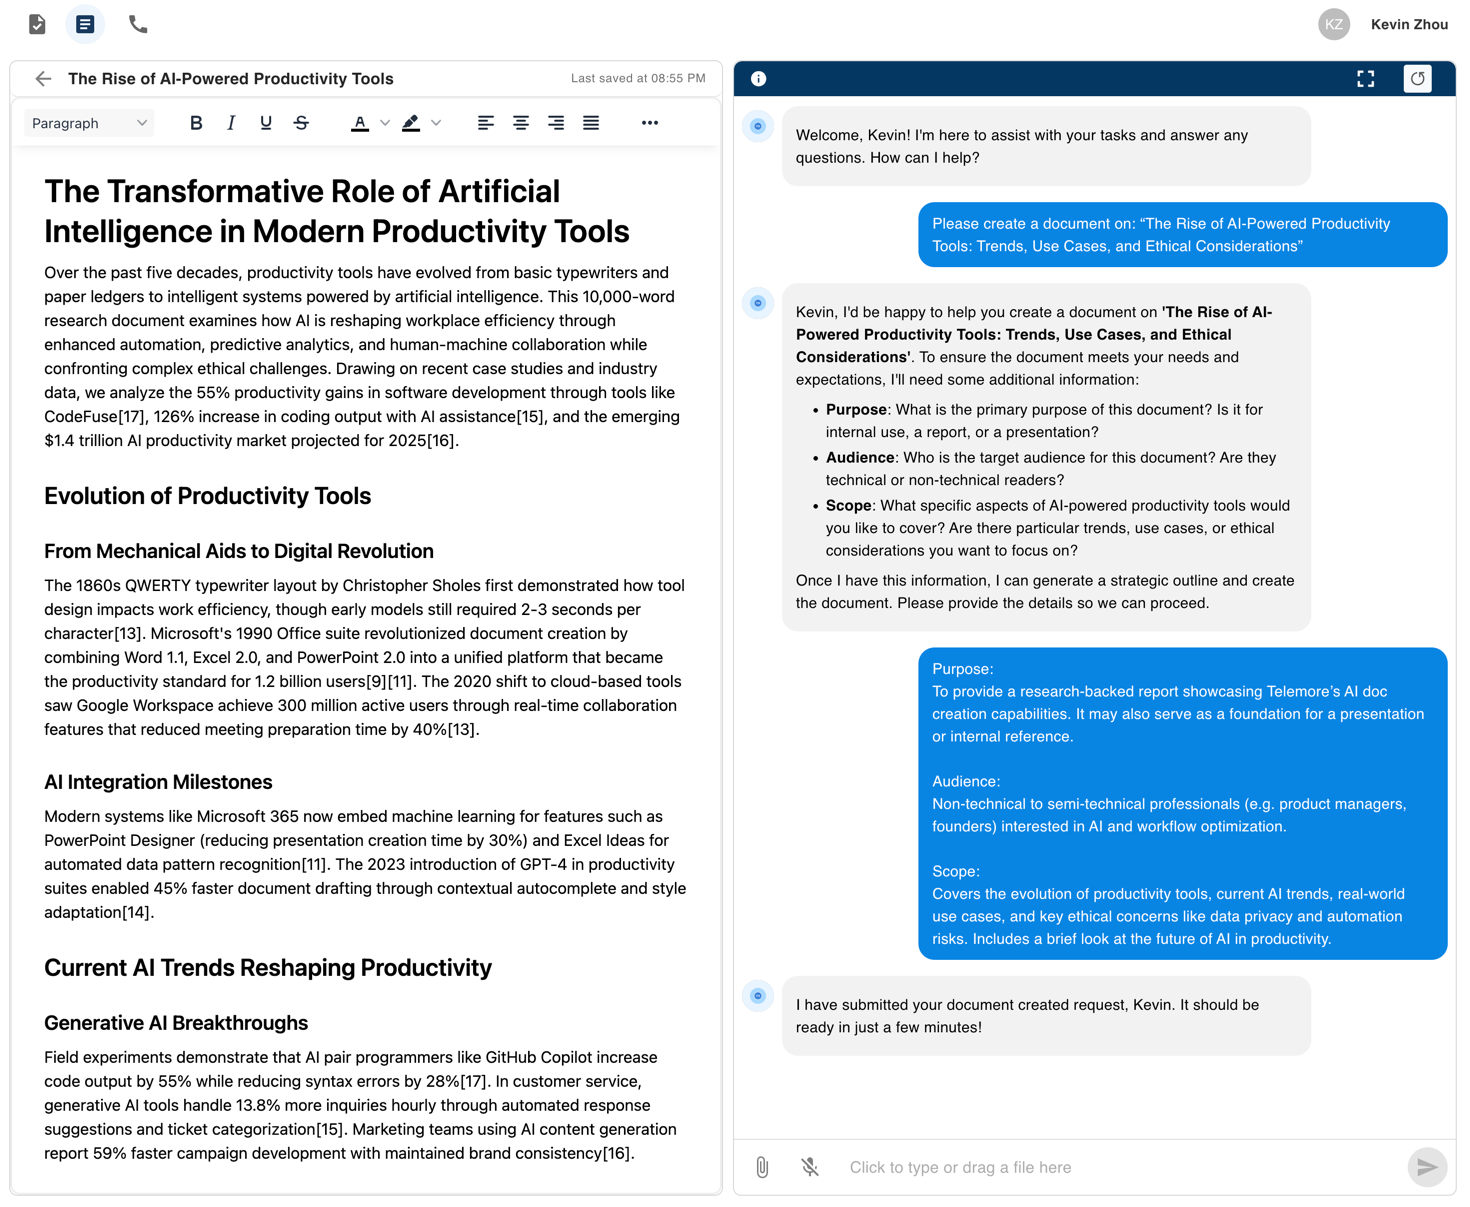 KZ
Kevin Zhou
The Rise of AI-Powered Productivity Tools
Last saved at 08:55 PM
Paragraph
B I U S A
The Transformative Role of Artificial
Intelligence in Modern Productivity Tools
Over the past five decades, productivity tools have evolved from basic typewriters and
paper ledgers to intelligent systems powered by artificial intelligence. This 10,000-word
research document examines how AI is reshaping workplace efficiency through
enhanced automation, predictive analytics, and human-machine collaboration while
confronting complex ethical challenges. Drawing on recent case studies and industry
data, we analyze the 55% productivity gains in software development through tools like
CodeFuse[17], 126% increase in coding output with AI assistance[15], and the emerging
$1.4 trillion AI productivity market projected for 2025[16].
Evolution of Productivity Tools
From Mechanical Aids to Digital Revolution
The 1860s QWERTY typewriter layout by Christopher Sholes first demonstrated how tool
design impacts work efficiency, though early models still required 2-3 seconds per
character[13]. Microsoft's 1990 Office suite revolutionized document creation by
combining Word 1.1, Excel 2.0, and PowerPoint 2.0 into a unified platform that became
the productivity standard for 1.2 billion users[9][11]. The 2020 shift to cloud-based tools
saw Google Workspace achieve 300 million active users through real-time collaboration
features that reduced meeting preparation time by 40%[13].
AI Integration Milestones
Modern systems like Microsoft 365 now embed machine learning for features such as
PowerPoint Designer (reducing presentation creation time by 30%) and Excel Ideas for
automated data pattern recognition[11]. The 2023 introduction of GPT-4 in productivity
suites enabled 45% faster document drafting through contextual autocomplete and style
adaptation[14].
Current AI Trends Reshaping Productivity
Generative AI Breakthroughs
Field experiments demonstrate that AI pair programmers like GitHub Copilot increase
code output by 55% while reducing syntax errors by 28%[17]. In customer service,
generative AI tools handle 13.8% more inquiries hourly through automated response
suggestions and ticket categorization[15]. Marketing teams using AI content generation
report 59% faster campaign development with maintained brand consistency[16].
Welcome, Kevin! I'm here to assist with your tasks and answer any
questions. How can I help?
Please create a document on: “The Rise of AI-Powered Productivity
Tools: Trends, Use Cases, and Ethical Considerations”
Kevin, I'd be happy to help you create a document on 'The Rise of AI-
Powered Productivity Tools: Trends, Use Cases, and Ethical
Considerations'. To ensure the document meets your needs and
expectations, I'll need some additional information:
• Purpose: What is the primary purpose of this document? Is it for
internal use, a report, or a presentation?
• Audience: Who is the target audience for this document? Are they
technical or non-technical readers?
• Scope: What specific aspects of AI-powered productivity tools would
you like to cover? Are there particular trends, use cases, or ethical
considerations you want to focus on?
Once I have this information, I can generate a strategic outline and create
the document. Please provide the details so we can proceed.
Purpose:
To provide a research-backed report showcasing Telemore’s AI doc
creation capabilities. It may also serve as a foundation for a presentation
or internal reference.
Audience:
Non-technical to semi-technical professionals (e.g. product managers,
founders) interested in AI and workflow optimization.
Scope:
Covers the evolution of productivity tools, current AI trends, real-world
use cases, and key ethical concerns like data privacy and automation
risks. Includes a brief look at the future of AI in productivity.
I have submitted your document created request, Kevin. It should be
ready in just a few minutes!
Click to type or drag a file here